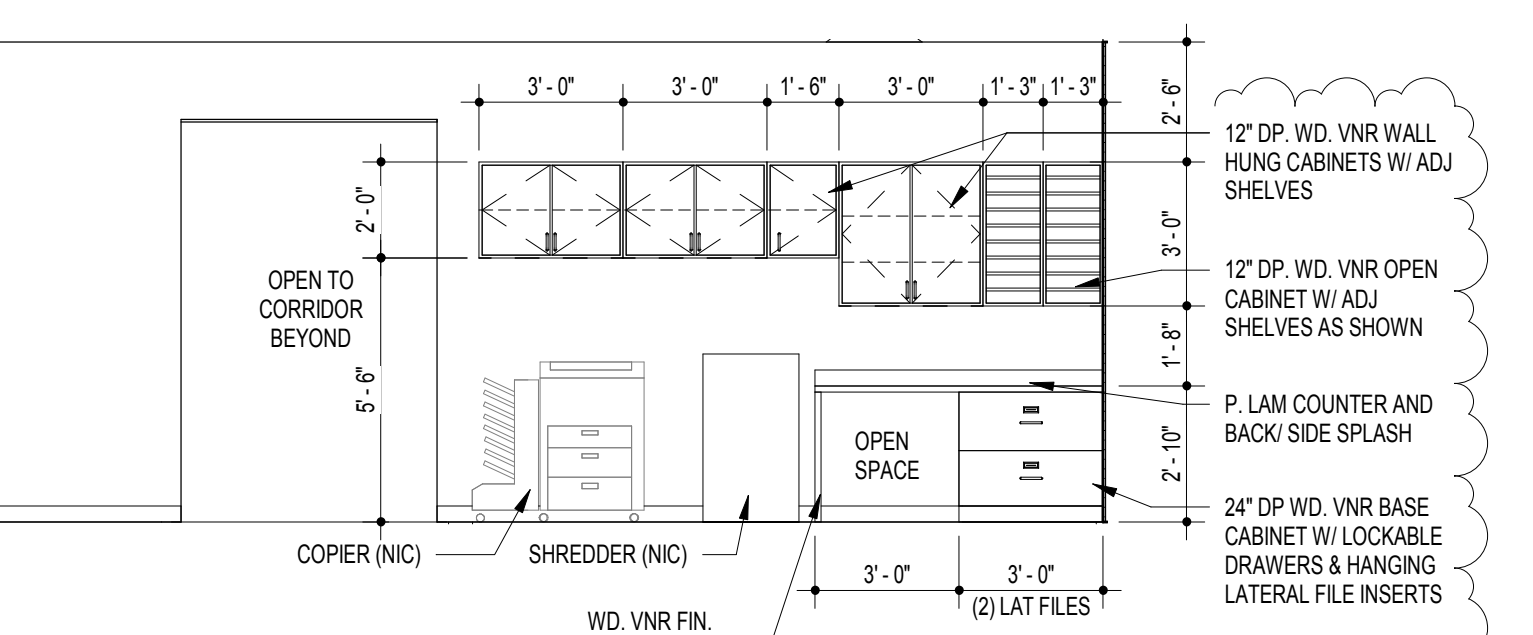 3' - 0"
3' - 0"
1' - 6"
3' - 0"
1' - 3"
1' - 3"
2' - 6"
12" DP. WD. VNR WALL
HUNG CABINETS W/ ADJ
SHELVES
2' - 0"
3' - 0"
OPEN TO
CORRIDOR
BEYOND
12" DP. WD. VNR OPEN
CABINET W/ ADJ
SHELVES AS SHOWN
5' - 6"
1' - 8"
P. LAM COUNTER AND
BACK/ SIDE SPLASH
OPEN
SPACE
2' - 10"
24" DP WD. VNR BASE
CABINET W/ LOCKABLE
DRAWERS & HANGING
LATERAL FILE INSERTS
COPIER (NIC)
SHREDDER (NIC)
3' - 0"
3' - 0"
(2) LAT FILES
WD. VNR FIN.